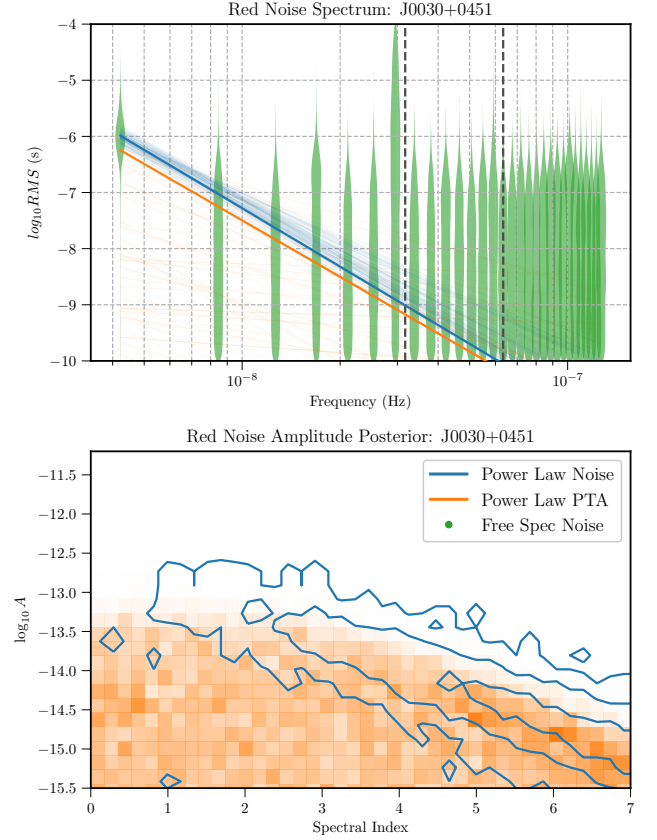 Red Noise Spectrum: J0030+0451
−4
−5
−6
−7
−8
−9
−10
log₁₀RMS (s)
10⁻⁸ 10⁻⁷
Frequency (Hz)
Red Noise Amplitude Posterior: J0030+0451
−11.5
−12.0
−12.5
−13.0
−13.5
−14.0
−14.5
−15.0
−15.5
log₁₀ A
Power Law Noise
Power Law PTA
Free Spec Noise
0 1 2 3 4 5 6 7
Spectral Index